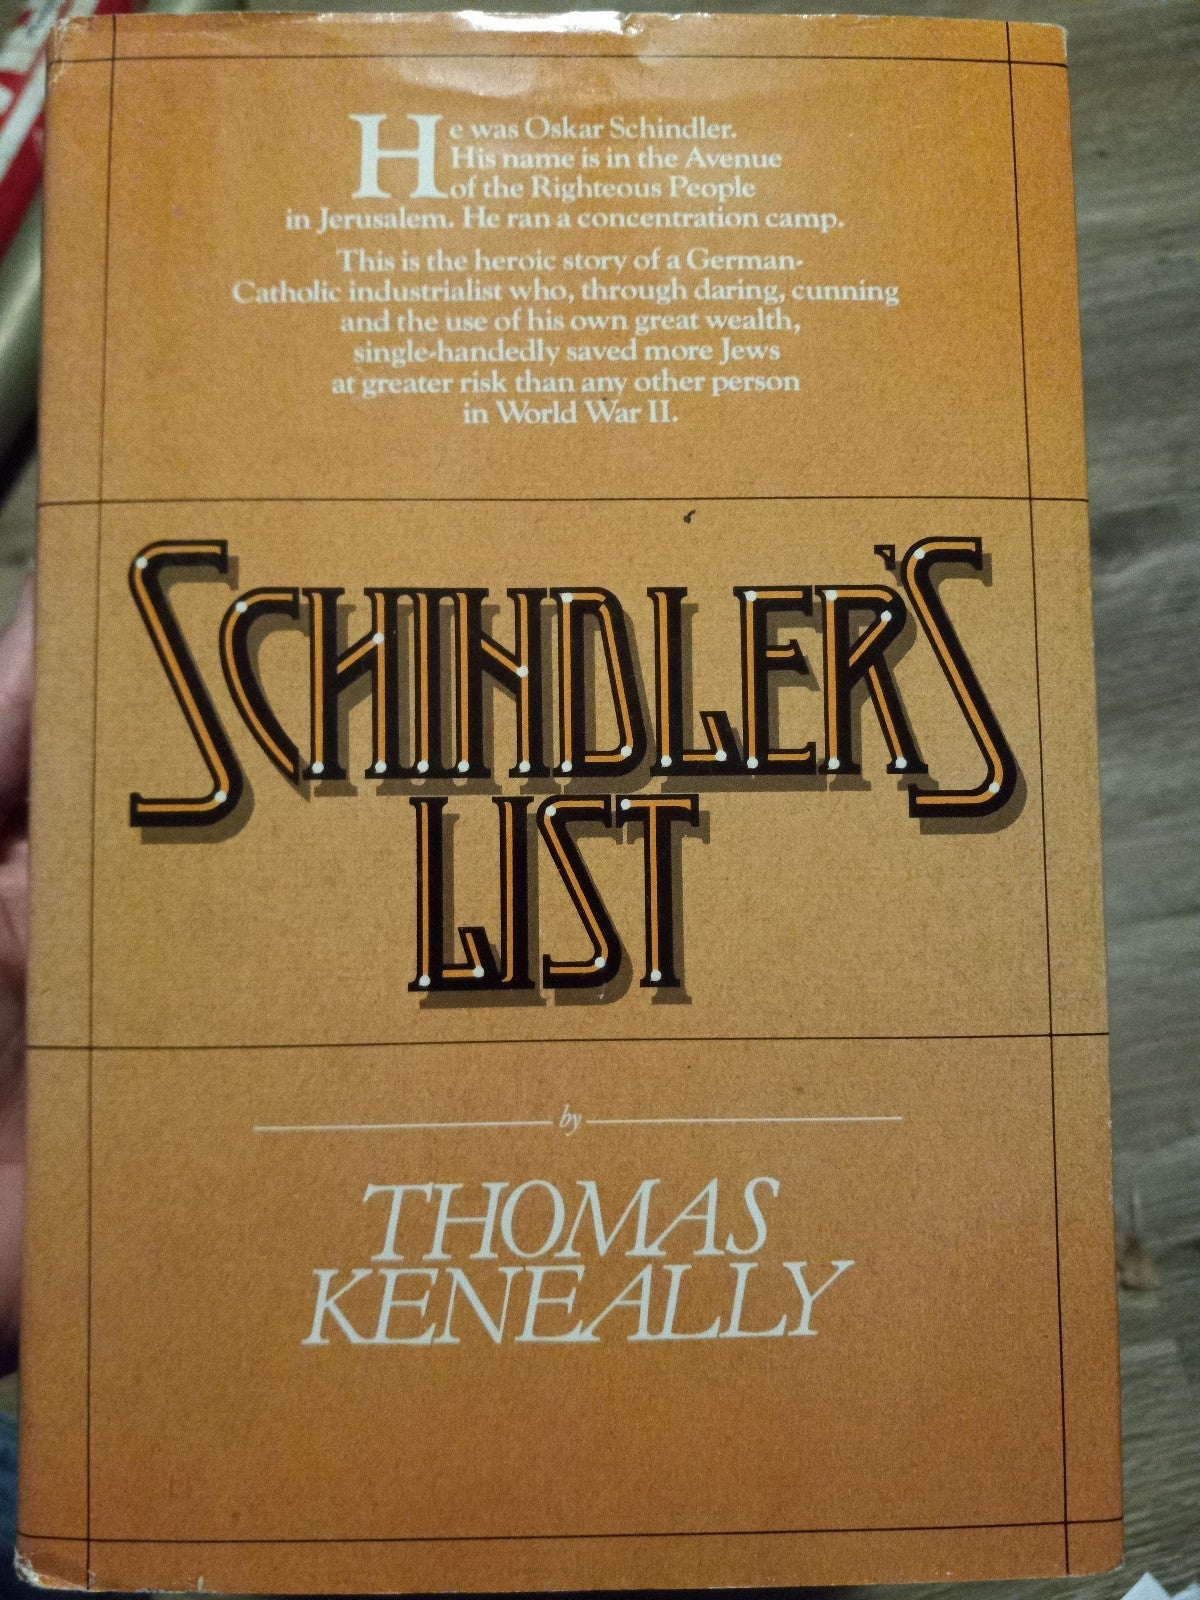 He was Oskar Schindler.
His name is in the Avenue
of the Righteous People
in Jerusalem. He ran a concentration camp.
This is the heroic story of a German-
Catholic industrialist who, through daring, cunning
and the use of his own great wealth,
single-handedly saved more Jews
at greater risk than any other person
in World War II.
SCHINDLER'S
LIST
by
THOMAS
KENEALLY